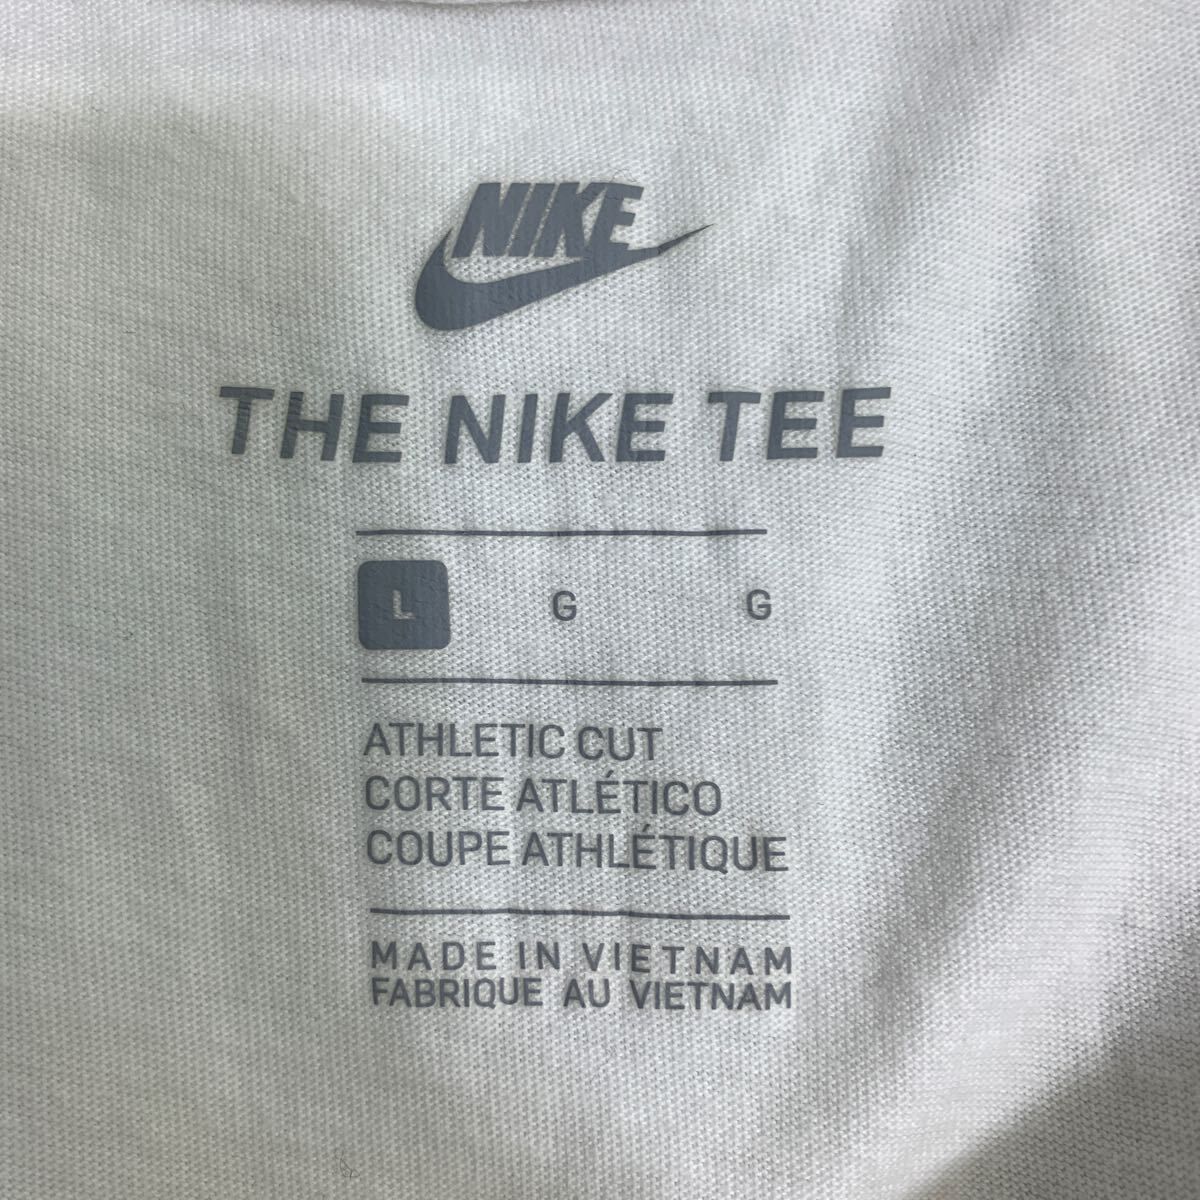 NIKE
THE NIKE TEE
L G G
ATHLETIC CUT
CORTE ATLÉTICO
COUPE ATHLÉTIQUE
MADE IN VIETNAM
FABRIQUE AU VIETNAM